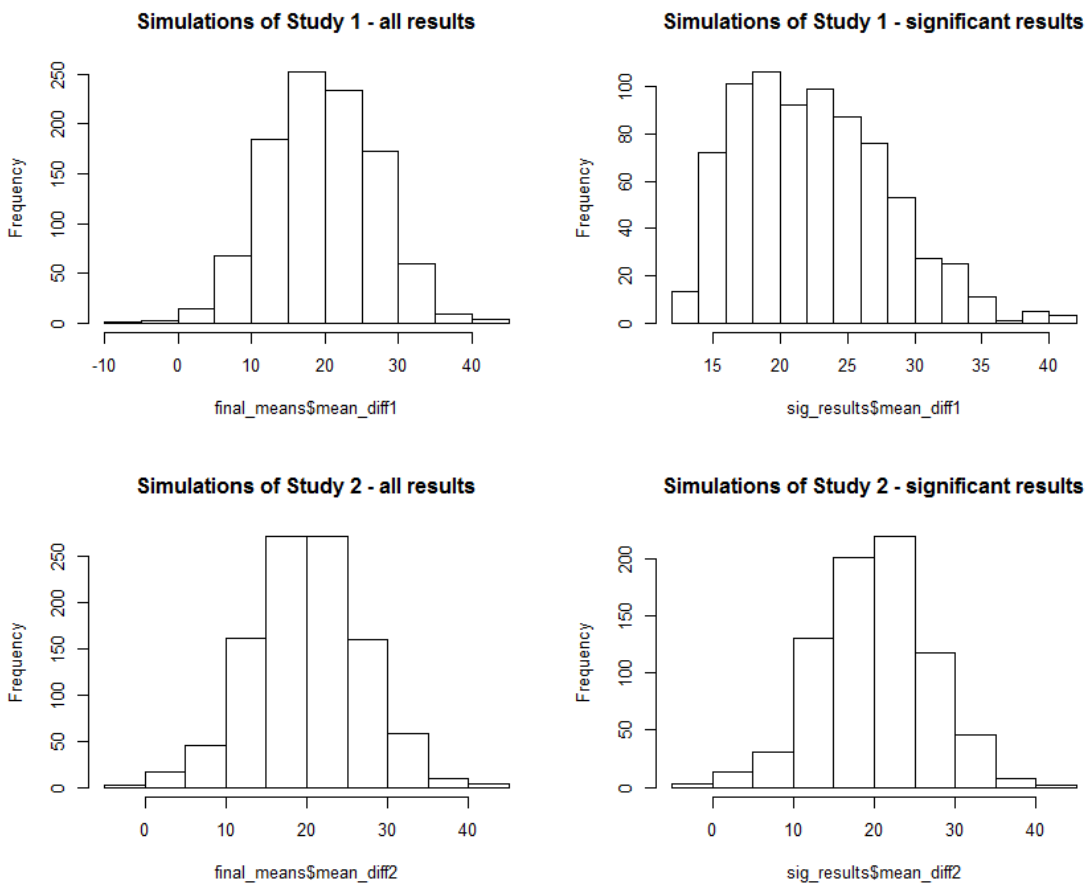 Simulations of Study 1 - all results
Frequency
0 50 100 150 200 250
-10 0 10 20 30 40
final_means$mean_diff1
Simulations of Study 1 - significant results
Frequency
0 20 40 60 80 100
15 20 25 30 35 40
sig_results$mean_diff1
Simulations of Study 2 - all results
Frequency
0 50 100 150 200 250
0 10 20 30 40
final_means$mean_diff2
Simulations of Study 2 - significant results
Frequency
0 50 100 150 200
0 10 20 30 40
sig_results$mean_diff2